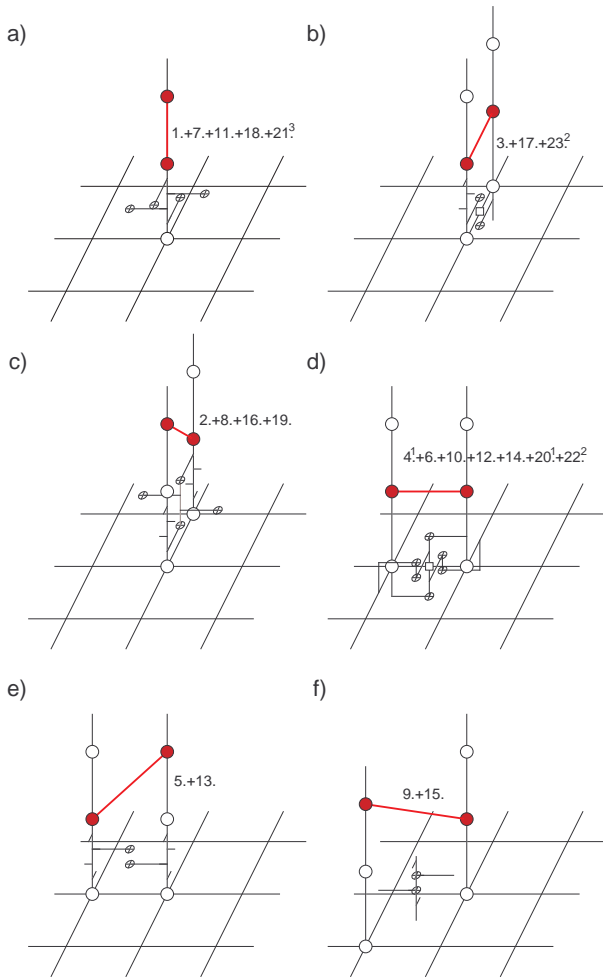 a)
b)
1.+7.+11.+18.+21.³
3.+17.+23.²
c)
d)
2.+8.+16.+19.
4.¹+6.+10.+12.+14.+20.¹+22.²
e)
f)
5.+13.
9.+15.